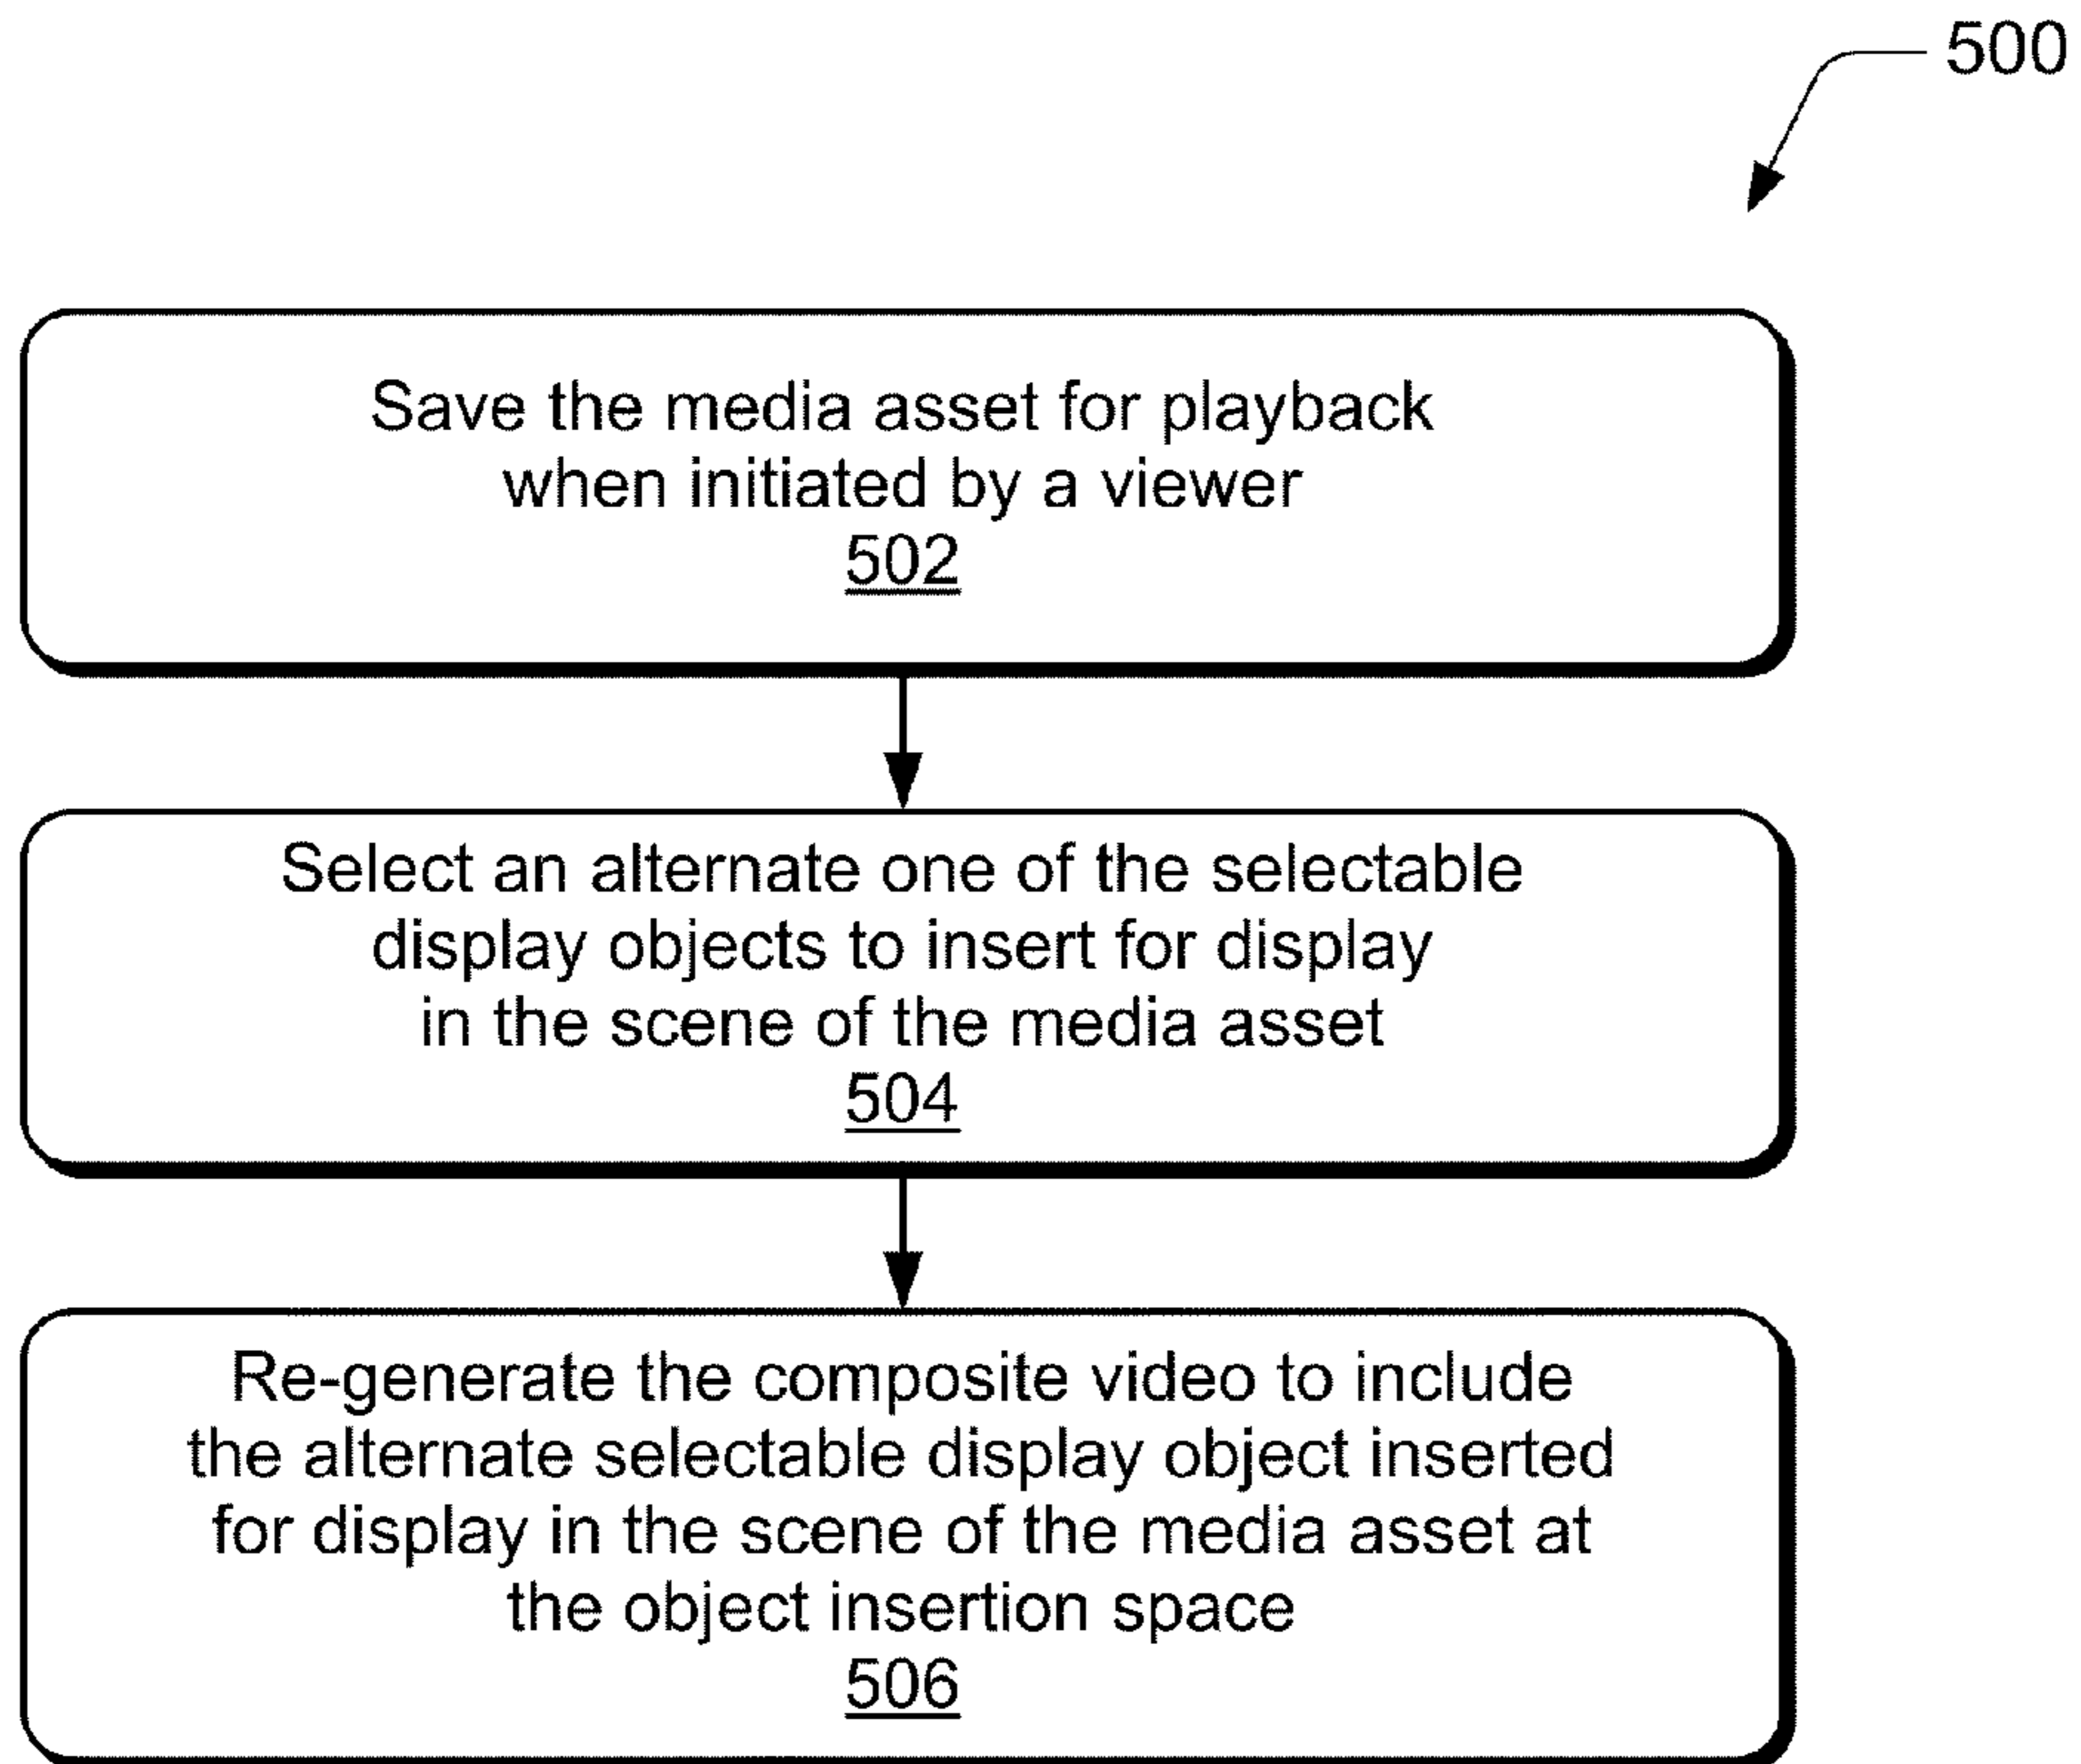 500
Save the media asset for playback
when initiated by a viewer
502
Select an alternate one of the selectable
display objects to insert for display
in the scene of the media asset
504
Re-generate the composite video to include
the alternate selectable display object inserted
for display in the scene of the media asset at
the object insertion space
506